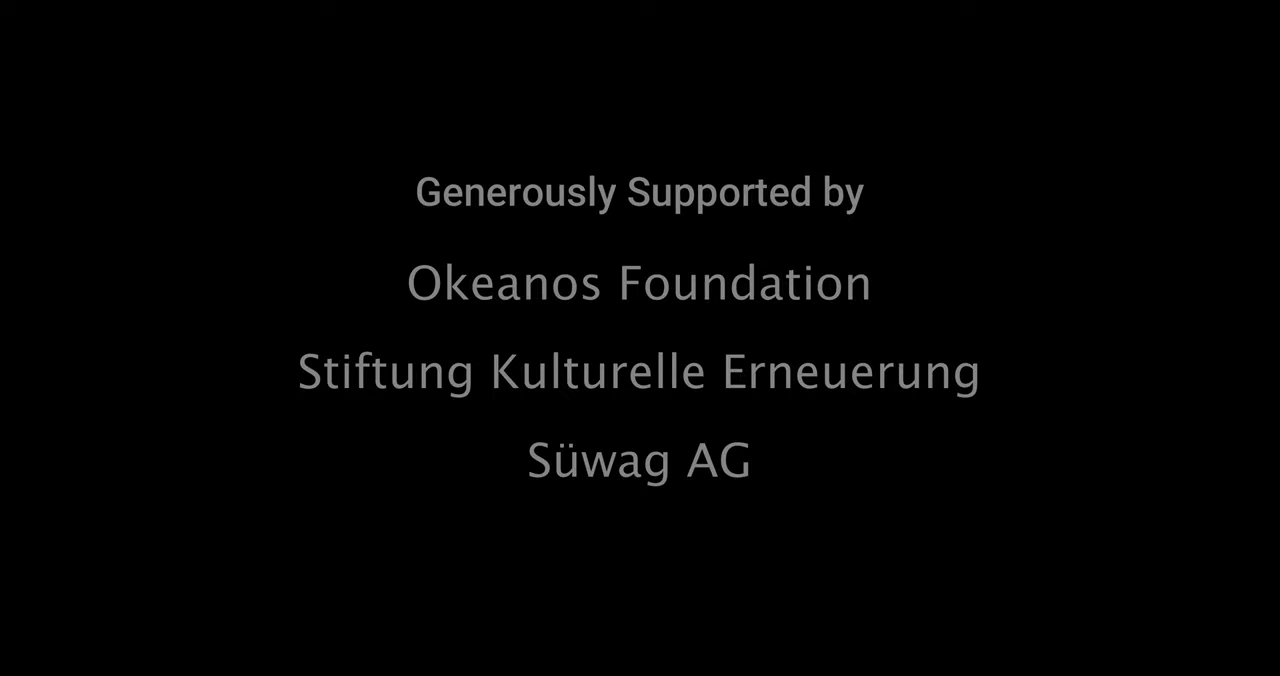 Generously Supported by
Okeanos Foundation
Stiftung Kulturelle Erneuerung
Süwag AG